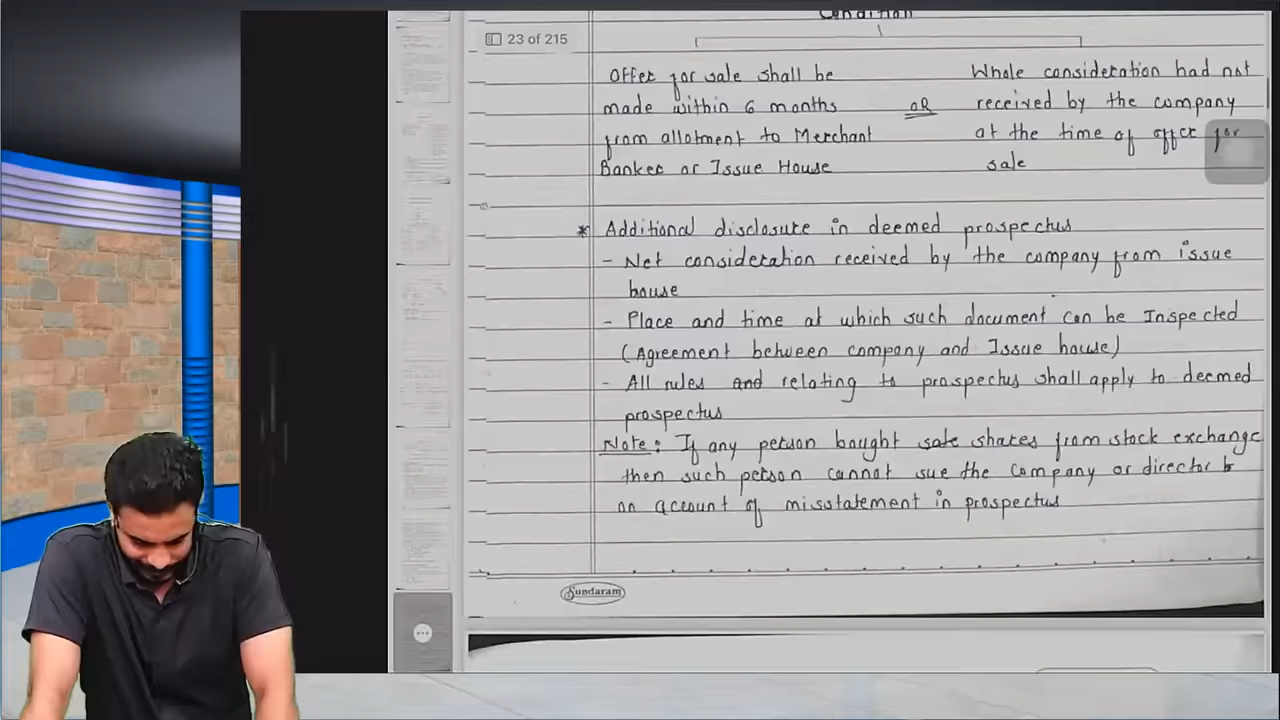 Condition
23 of 215
Offer for sale shall be
made within 6 months
from allotment to Merchant
Banker or Issue House
OR
Whole consideration had not
received by the company
at the time of offer for
sale
* Additional disclosure in deemed prospectus
- Net consideration received by the company from issue
house
- Place and time at which such document can be Inspected
(Agreement between company and Issue house)
- All rules and relating to prospectus shall apply to deemed
prospectus
Note: If any person bought sale shares from stock exchange
then such person cannot sue the company or director
on account of misstatement in prospectus
Sundaram